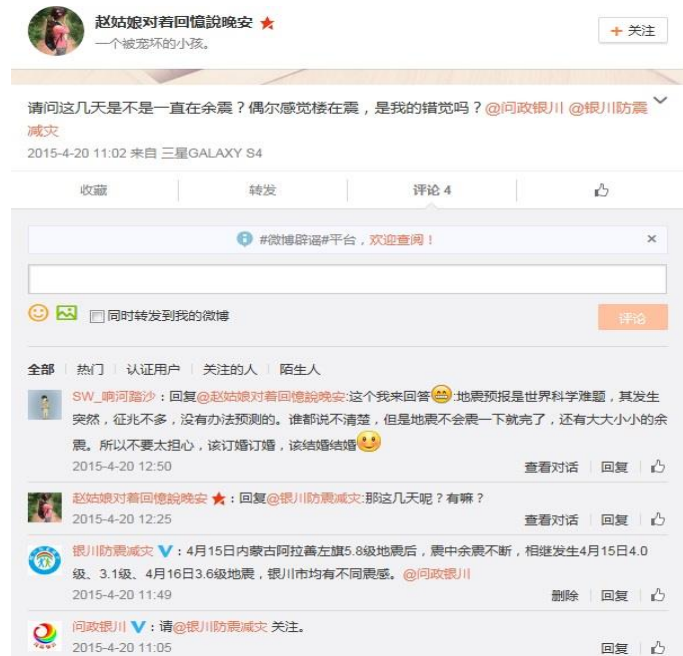 赵姑娘对着回憶說晚安
一个被宠坏的小孩。
+ 关注
请问这几天是不是一直在余震？偶尔感觉楼在震，是我的错觉吗？@问政银川 @银川防震
减灾
2015-4-20 11:02 来自 三星GALAXY S4
收藏 转发 评论 4
#微博辟谣#平台，欢迎查阅！ ×
同时转发到我的微博 评论
全部 热门 认证用户 关注的人 陌生人
SW_响河踏沙：回复@赵姑娘对着回憶說晚安:这个我来回答:地震预报是世界科学难题，其发生
突然，征兆不多，没有办法预测的。谁都说不清楚，但是地震不会震一下就完了，还有大大小小的余
震。所以不要太担心，该订婚订婚，该结婚结婚
2015-4-20 12:50 查看对话 回复
赵姑娘对着回憶說晚安：回复@银川防震减灾:那这几天呢？有嘛？
2015-4-20 12:25 查看对话 回复
银川防震减灾 V：4月15日内蒙古阿拉善左旗5.8级地震后，震中余震不断，相继发生4月15日4.0
级、3.1级、4月16日3.6级地震，银川市均有不同震感。@问政银川
2015-4-20 11:49 删除 回复
问政银川 V：请@银川防震减灾 关注。
2015-4-20 11:05 回复